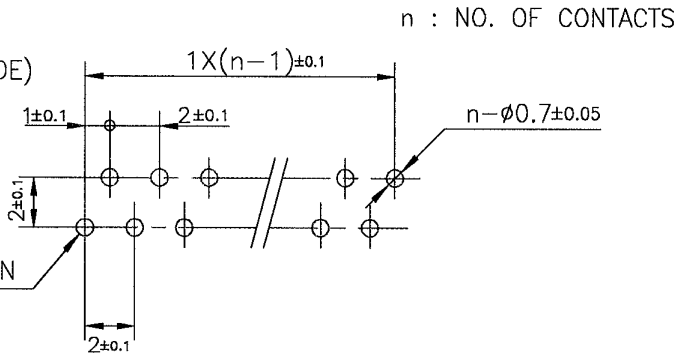 n : NO. OF CONTACTS
DE)
1X(n-1)±0.1
1±0.1
2±0.1
n-ø0.7±0.05
2±0.1
N
2±0.1